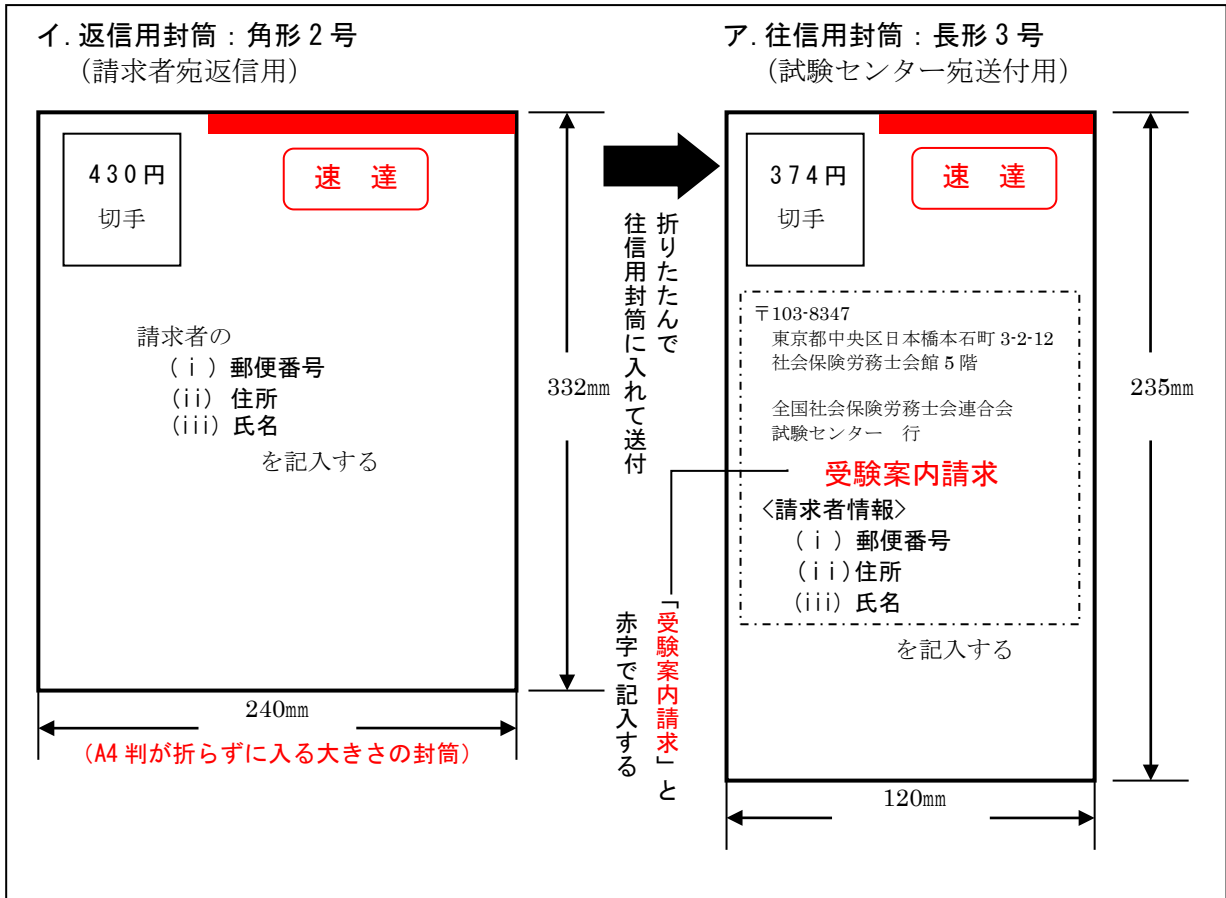 イ.返信用封筒：角形２号
（請求者宛返信用）
430円
切手
速　達
請求者の
(ⅰ) 郵便番号
(ii) 住所
(iii) 氏名
を記入する
332㎜
240㎜
（A4 判が折らずに入る大きさの封筒）
折りたたんで
往信用封筒に入れて送付
ア.往信用封筒：長形３号
（試験センター宛送付用）
374円
切手
速　達
〒103-8347
東京都中央区日本橋本石町 3-2-12
社会保険労務士会館 5 階
全国社会保険労務士会連合会
試験センター　行
受験案内請求
<請求者情報>
(ⅰ) 郵便番号
(ii)住所
(iii) 氏名
を記入する
235㎜
120㎜
「受験案内請求」と
赤字で記入する